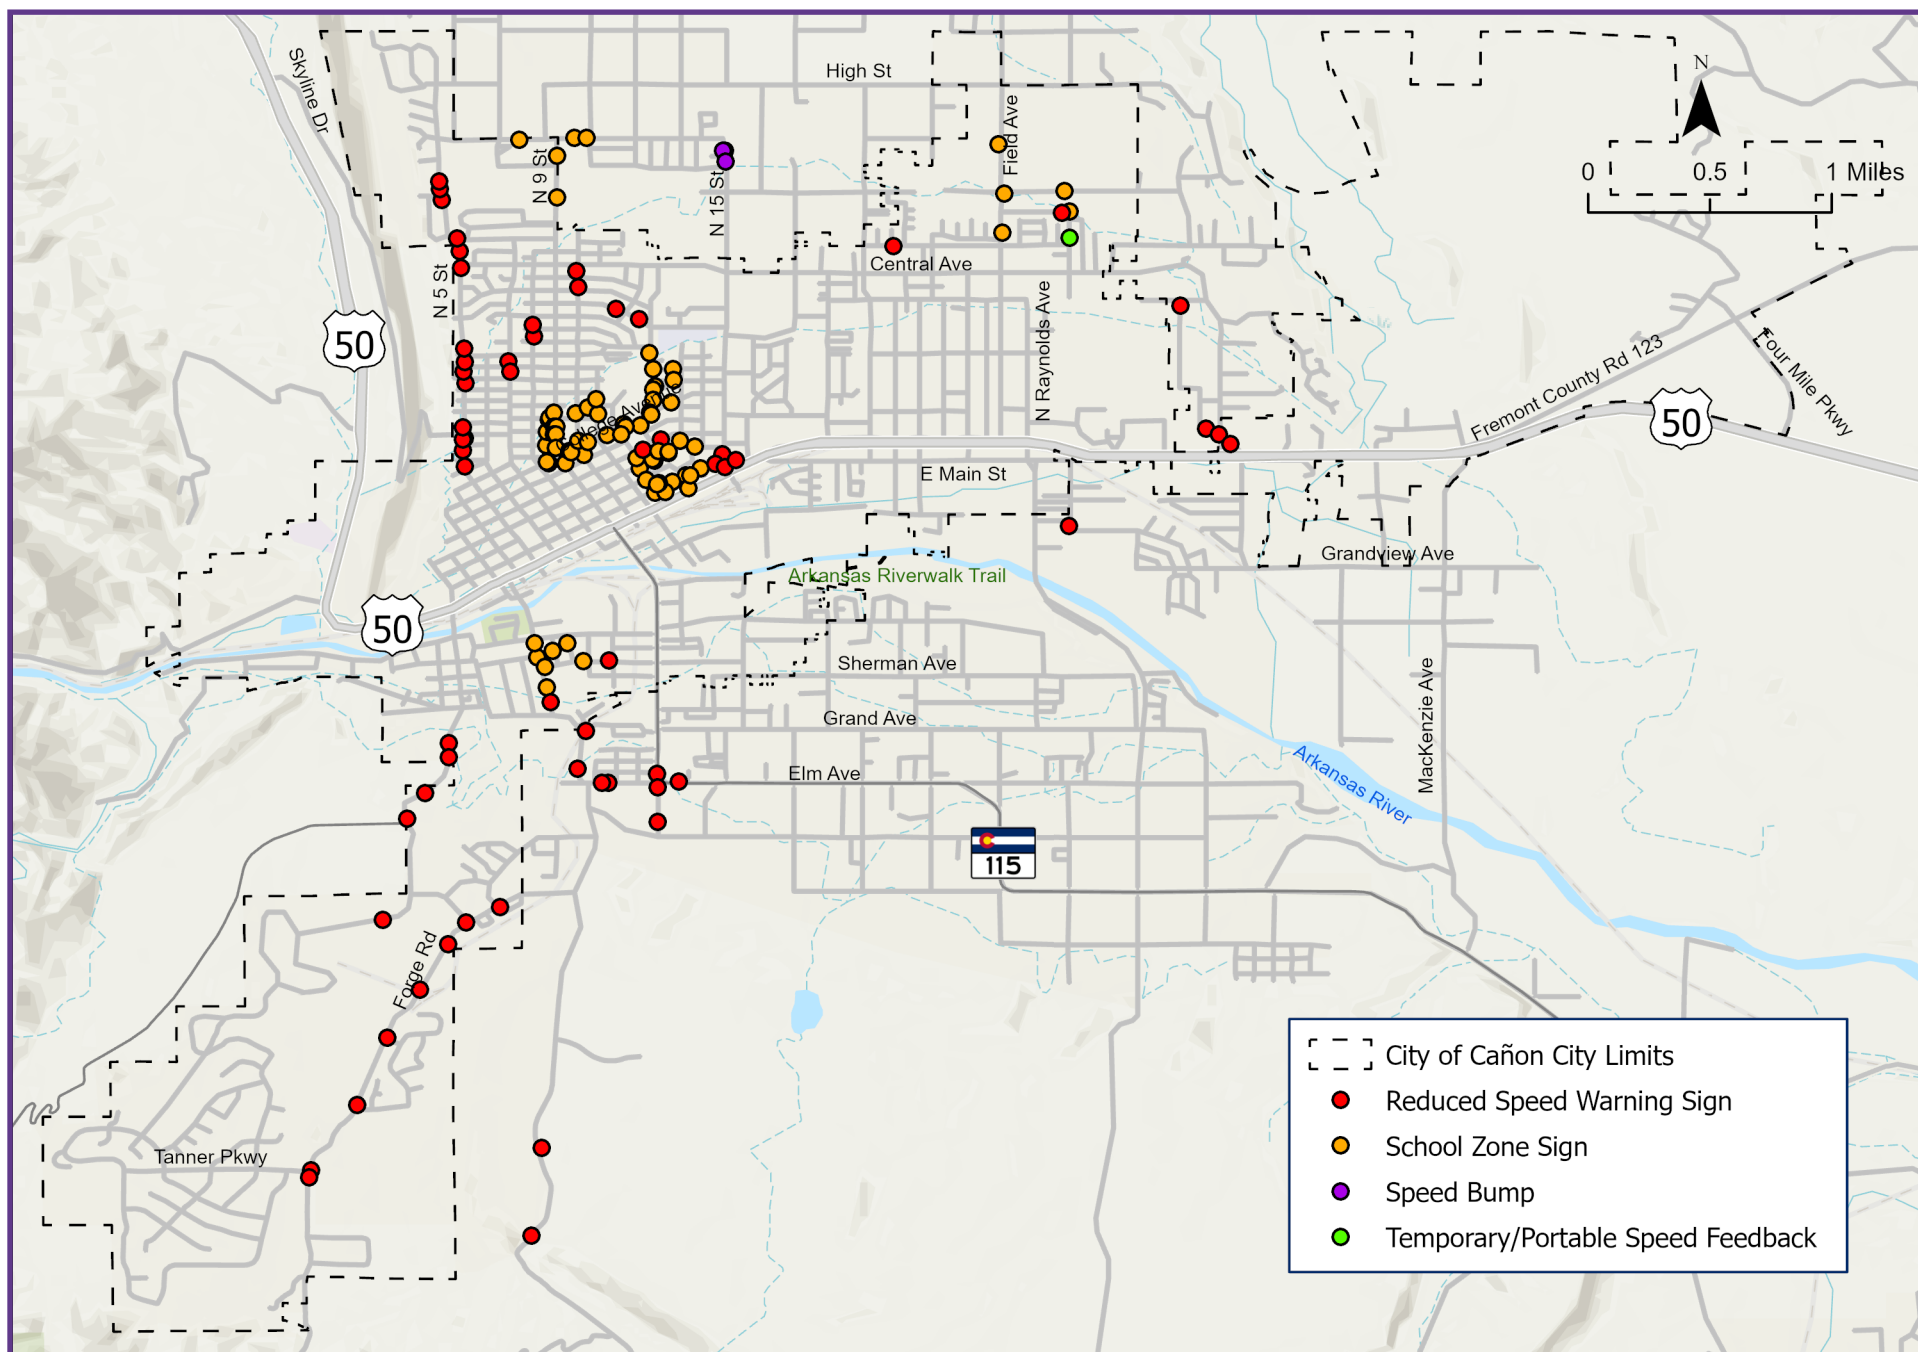 High St
Skyline Dr
N
Field Ave
0 0.5 1 Miles
N 9 St
N 15 St
Central Ave
N 5 St
N Raynolds Ave
50
Four Mile Pkwy
Fremont County Rd 123
50
College Avenue
E Main St
Grandview Ave
Arkansas Riverwalk Trail
50
Sherman Ave
MacKenzie Ave
Grand Ave
Elm Ave
Arkansas River
115
Forge Rd
Tanner Pkwy
City of Cañon City Limits
Reduced Speed Warning Sign
School Zone Sign
Speed Bump
Temporary/Portable Speed Feedback